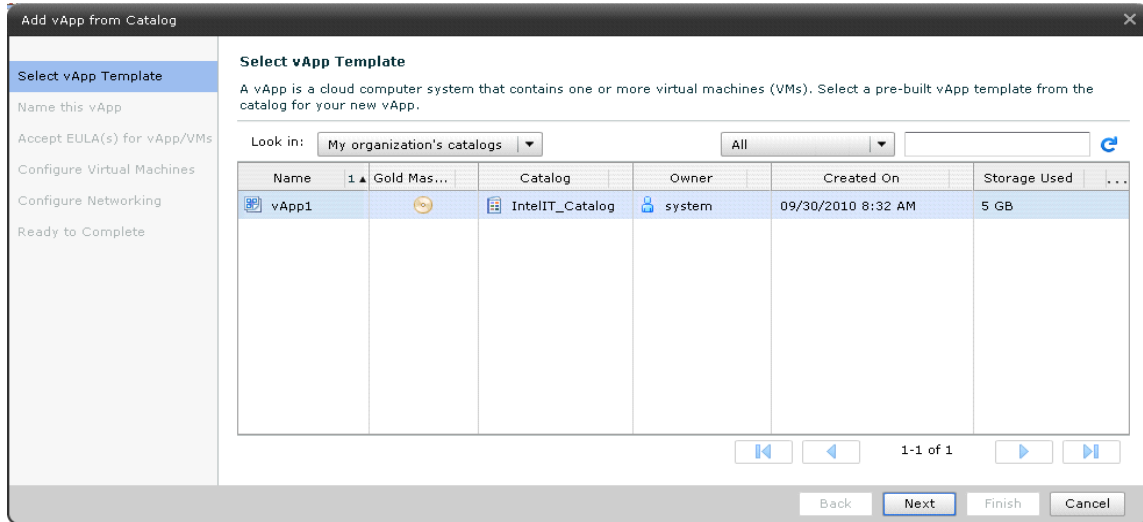 Add vApp from Catalog
Select vApp Template
Name this vApp
Accept EULA(s) for vApp/VMs
Configure Virtual Machines
Configure Networking
Ready to Complete
Select vApp Template
A vApp is a cloud computer system that contains one or more virtual machines (VMs). Select a pre-built vApp template from the
catalog for your new vApp.
Look in: My organization's catalogs All
Name 1 Gold Mas... Catalog Owner Created On Storage Used ...
vApp1 IntelIT_Catalog system 09/30/2010 8:32 AM 5 GB
1-1 of 1
Back Next Finish Cancel